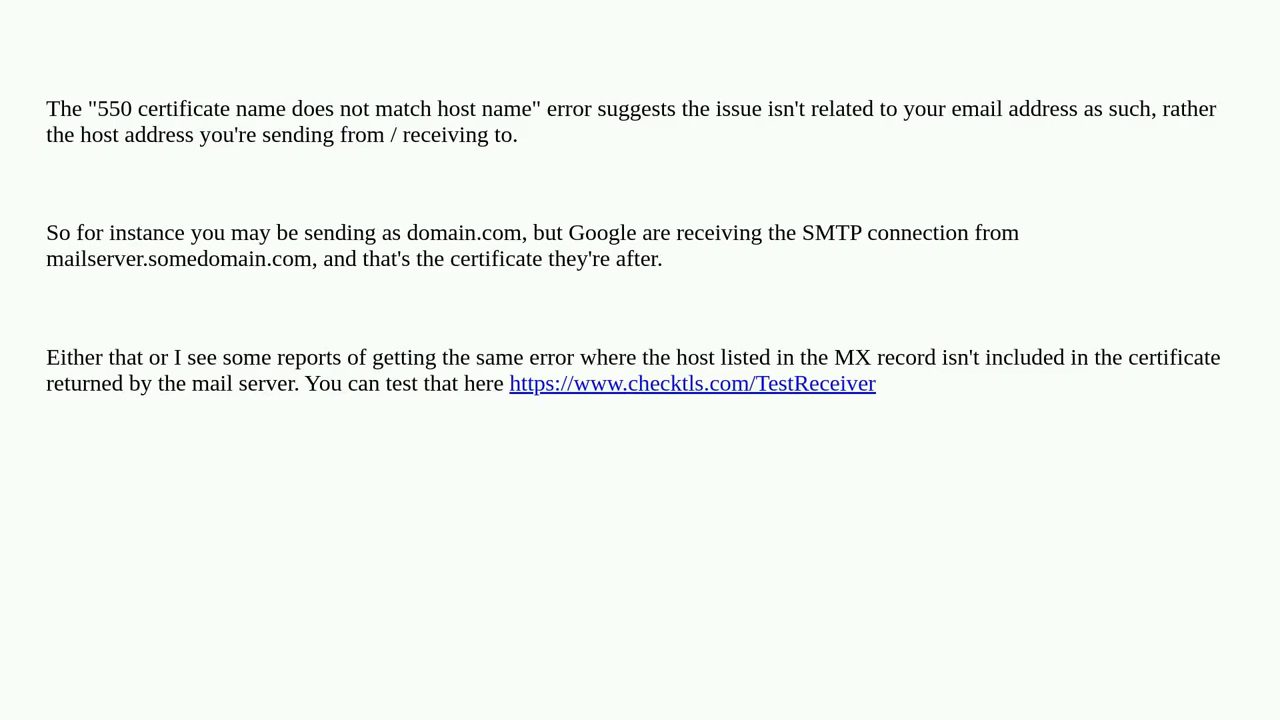 The "550 certificate name does not match host name" error suggests the issue isn't related to your email address as such, rather
the host address you're sending from / receiving to.
So for instance you may be sending as domain.com, but Google are receiving the SMTP connection from
mailserver.somedomain.com, and that's the certificate they're after.
Either that or I see some reports of getting the same error where the host listed in the MX record isn't included in the certificate
returned by the mail server. You can test that here https://www.checktls.com/TestReceiver